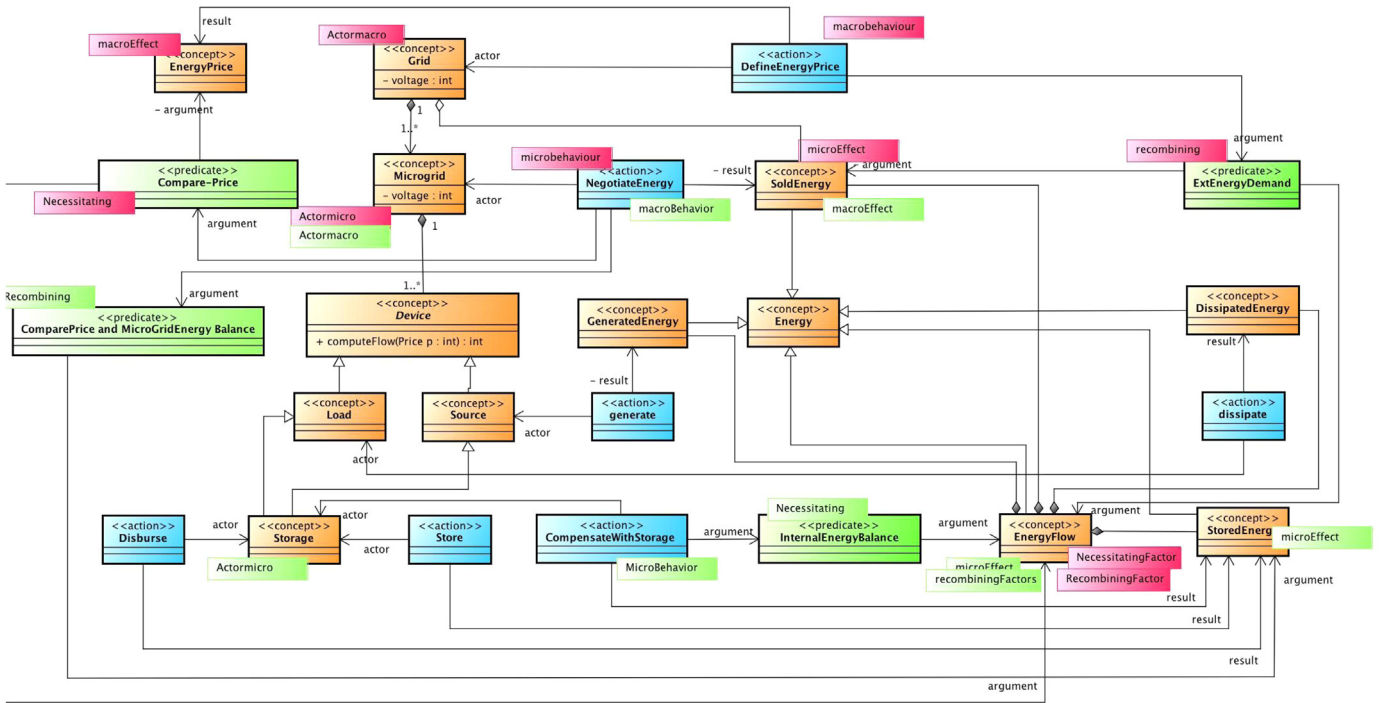 result
macrobehaviour
Actormacro
macroEffect
<<concept>>
EnergyPrice
<<concept>>
Grid
- voltage : int
actor
<<action>>
DefineEnergyPrice
- argument
1
1..*
argument
microbehaviour
microEffect
recombining
<<predicate>>
Compare-Price
Necessitating
<<concept>>
Microgrid
- voltage : int
<<action>>
NegotiateEnergy
- result
<<concept>>
SoldEnergy
- argument
<<predicate>>
ExtEnergyDemand
actor
macroBehavior
macroEffect
Actormicro
Actormacro
argument
1
1..*
argument
Recombining
<<predicate>>
ComparePrice and MicroGridEnergy Balance
<<concept>>
Device
+ computeFlow(Price p : int) : int
<<concept>>
GeneratedEnergy
<<concept>>
Energy
<<concept>>
DissipatedEnergy
result
- result
<<concept>>
Load
<<concept>>
Source
actor
<<action>>
generate
<<action>>
dissipate
actor
<<action>>
Disburse
actor
<<concept>>
Storage
Actormicro
actor
actor
<<action>>
Store
<<action>>
CompensateWithStorage
MicroBehavior
argument
Necessitating
<<predicate>>
InternalEnergyBalance
argument
<<concept>>
EnergyFlow
argument
microEffect
recombiningFactors
NecessitatingFactor
RecombiningFactor
<<concept>>
StoredEnerg
microEffect
argument
result
result
result
argument